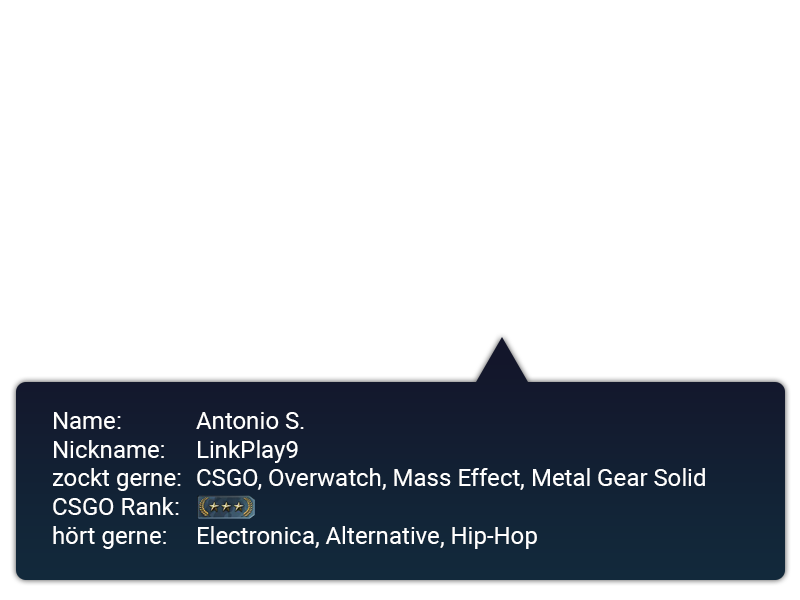 Name: Antonio S.
Nickname: LinkPlay9
zockt gerne: CSGO, Overwatch, Mass Effect, Metal Gear Solid
CSGO Rank:
hört gerne: Electronica, Alternative, Hip-Hop